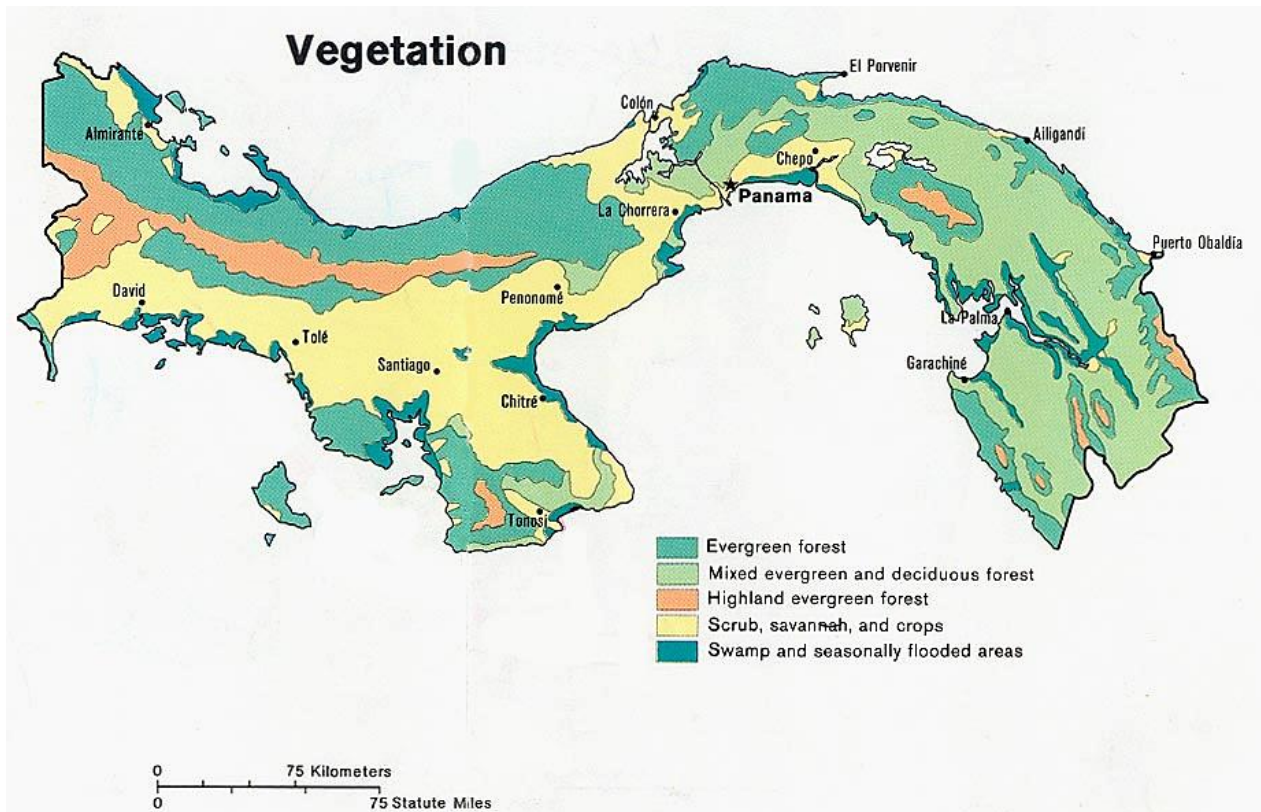 Vegetation
El Porvenir
Colón
Almirante
Ailigandí
Chepo
Panama
La Chorrera
Puerto Obaldía
David
Penonomé
La Palma
Tolé
Santiago
Garachiné
Chitré
Tonosí
Evergreen forest
Mixed evergreen and deciduous forest
Highland evergreen forest
Scrub, savannah, and crops
Swamp and seasonally flooded areas
0 75 Kilometers
0 75 Statute Miles